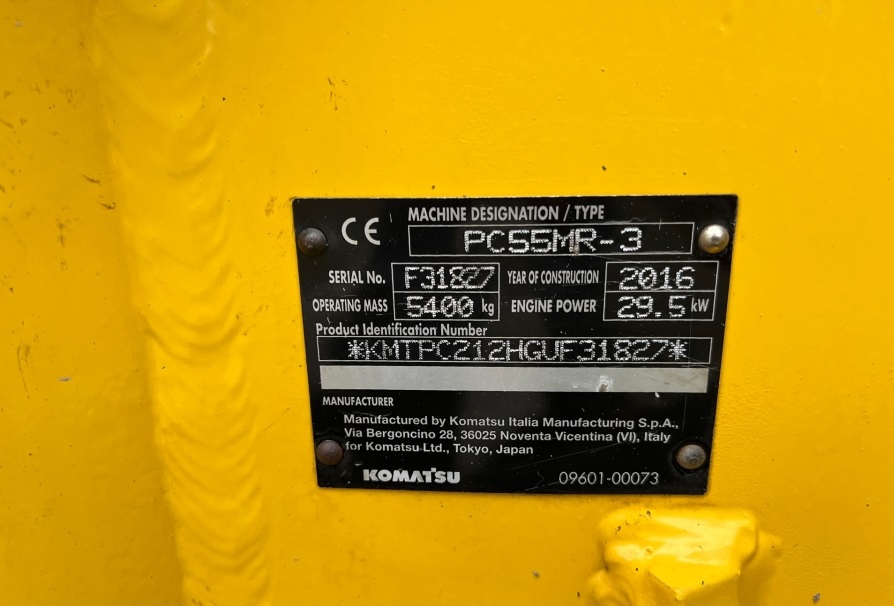 CE
MACHINE DESIGNATION / TYPE
PC55MR-3
SERIAL No. F31827 YEAR OF CONSTRUCTION 2016
OPERATING MASS 5400 kg ENGINE POWER 29.5 kW
Product Identification Number
*KMTPC212HGVF31827*
MANUFACTURER
Manufactured by Komatsu Italia Manufacturing S.p.A.,
Via Bergoncino 28, 36025 Noventa Vicentina (VI), Italy
for Komatsu Ltd., Tokyo, Japan
KOMATSU 09601-00073